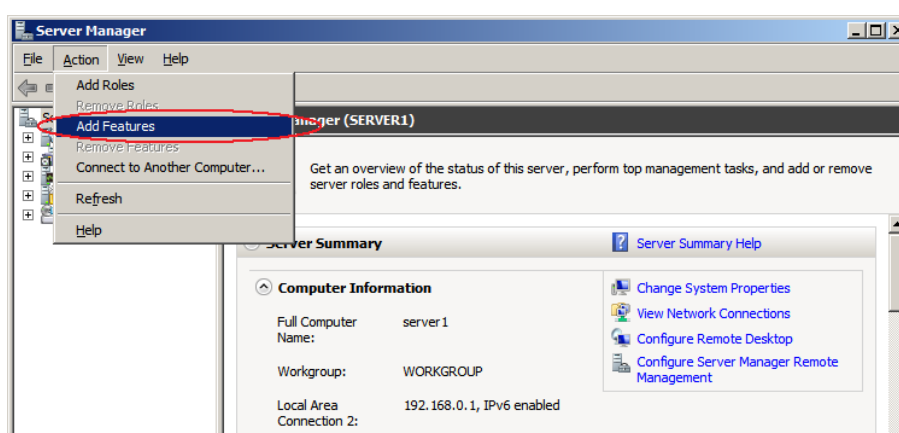 Server Manager
File Action View Help
Add Roles
Remove Roles
Add Features
Remove Features
Connect to Another Computer...
Refresh
Help
(SERVER1)
Get an overview of the status of this server, perform top management tasks, and add or remove
server roles and features.
Server Summary
Server Summary Help
Computer Information
Full Computer
Name:
server1
Workgroup:
WORKGROUP
Local Area
Connection 2:
192.168.0.1, IPv6 enabled
Change System Properties
View Network Connections
Configure Remote Desktop
Configure Server Manager Remote
Management